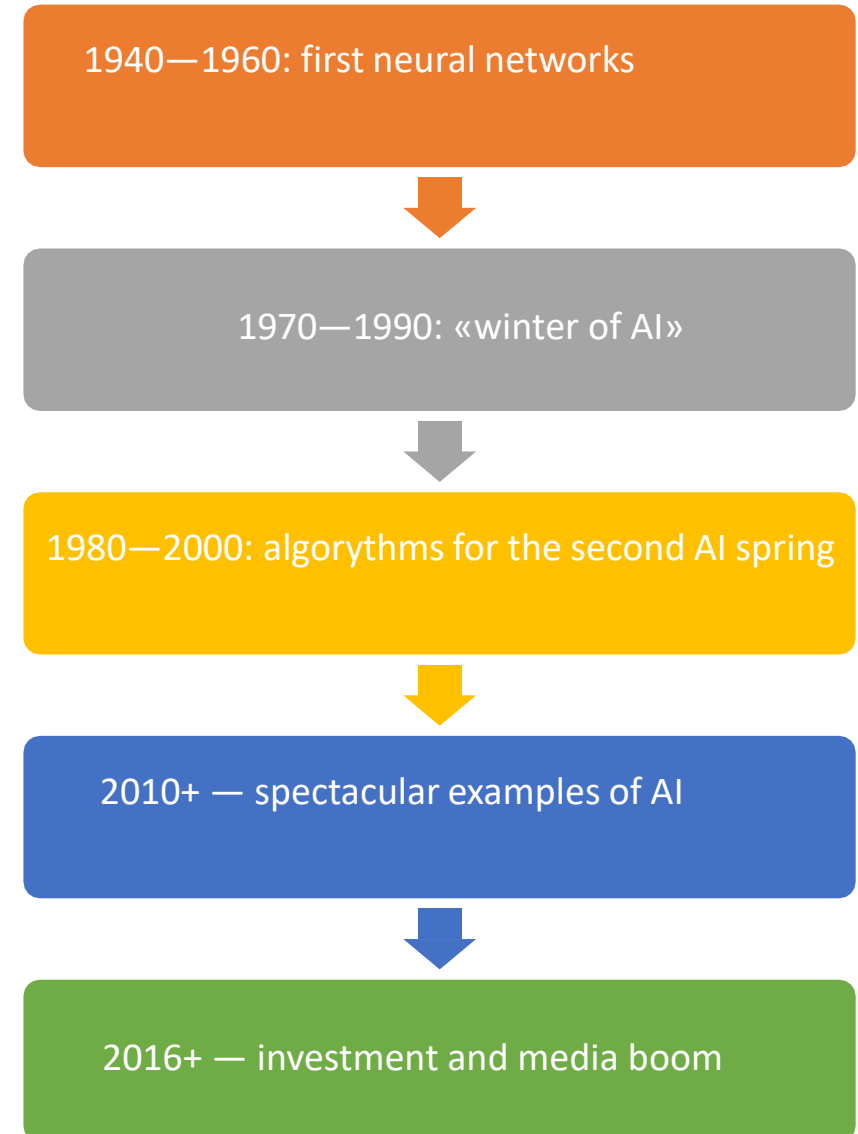 1940—1960: first neural networks
1970—1990: «winter of AI»
1980—2000: algorythms for the second AI spring
2010+ — spectacular examples of AI
2016+ — investment and media boom